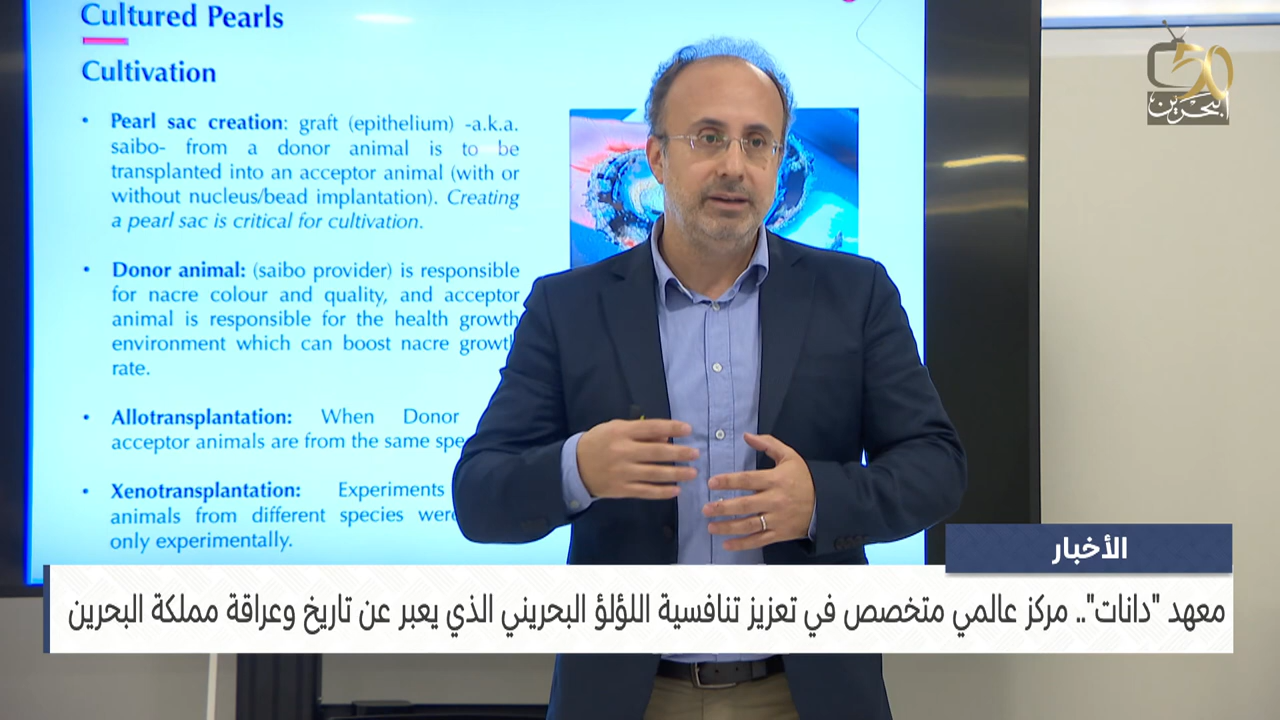 Cultured Pearls
Cultivation
• Pearl sac creation: graft (epithelium) -a.k.a.
saibo- from a donor animal is to be
transplanted into an acceptor animal (with or
without nucleus/bead implantation). Creating
a pearl sac is critical for cultivation.
• Donor animal: (saibo provider) is responsible
for nacre colour and quality, and acceptor
animal is responsible for the health growth
environment which can boost nacre growth
rate.
• Allotransplantation: When Donor
acceptor animals are from the same
• Xenotransplantation: Experiments
animals from different species were
only experimentally.
50
البحرين
الأخبار
معهد "دانات".. مركز عالمي متخصص في تعزيز تنافسية اللؤلؤ البحريني الذي يعبر عن تاريخ وعراقة مملكة البحرين